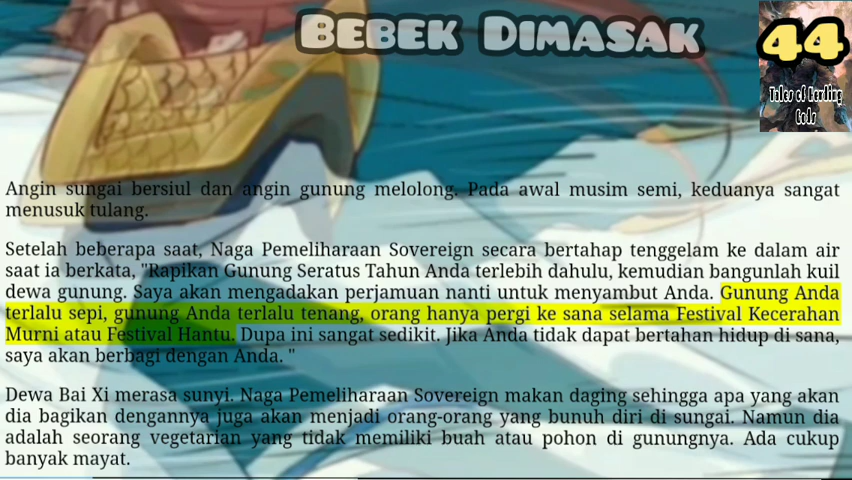 BEBEK DIMASAK
44
Tales of Herding
Gods
Angin sungai bersiul dan angin gunung melolong. Pada awal musim semi, keduanya sangat
menusuk tulang.
Setelah beberapa saat, Naga Pemeliharaan Sovereign secara bertahap tenggelam ke dalam air
saat ia berkata, "Rapikan Gunung Seratus Tahun Anda terlebih dahulu, kemudian bangunlah kuil
dewa gunung. Saya akan mengadakan perjamuan nanti untuk menyambut Anda. Gunung Anda
terlalu sepi, gunung Anda terlalu tenang, orang hanya pergi ke sana selama Festival Kecerahan
Murni atau Festival Hantu. Dupa ini sangat sedikit. Jika Anda tidak dapat bertahan hidup di sana,
saya akan berbagi dengan Anda. "
Dewa Bai Xi merasa sunyi. Naga Pemeliharaan Sovereign makan daging sehingga apa yang akan
dia bagikan dengannya juga akan menjadi orang-orang yang bunuh diri di sungai. Namun dia
adalah seorang vegetarian yang tidak memiliki buah atau pohon di gunungnya. Ada cukup
banyak mayat.